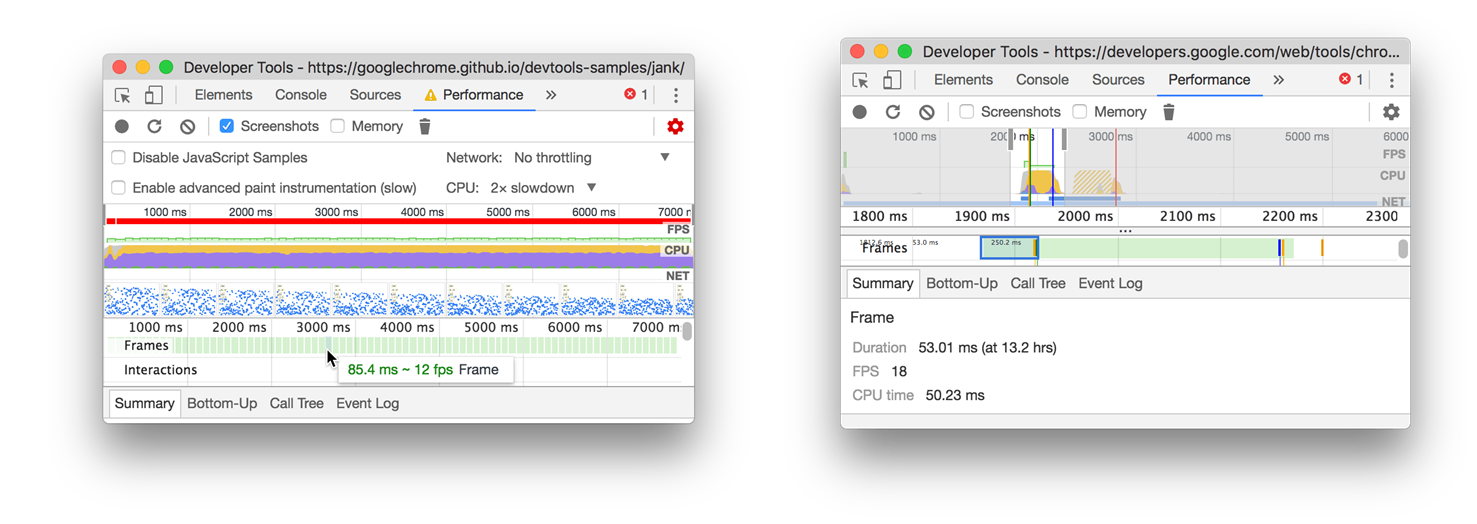 Developer Tools - https://googlechrome.github.io/devtools-samples/jank/
Elements Console Sources Performance » 1
Screenshots Memory
Disable JavaScript Samples Network: No throttling
Enable advanced paint instrumentation (slow) CPU: 2× slowdown
1000 ms 2000 ms 3000 ms 4000 ms 5000 ms 6000 ms 7000 r
FPS
CPU
NET
1000 ms 2000 ms 3000 ms 4000 ms 5000 ms 6000 ms 7000 m
Frames
85.4 ms ~ 12 fps Frame
Interactions
Summary Bottom-Up Call Tree Event Log
Developer Tools - https://developers.google.com/web/tools/chro...
Elements Console Sources Performance » 1
Screenshots Memory
1000 ms 200 ms 3000 ms 4000 ms 5000 ms 6000
FPS
CPU
NET
1800 ms 1900 ms 2000 ms 2100 ms 2200 ms 2300
Frames 53.0 ms 250.2 ms
Summary Bottom-Up Call Tree Event Log
Frame
Duration 53.01 ms (at 13.2 hrs)
FPS 18
CPU time 50.23 ms